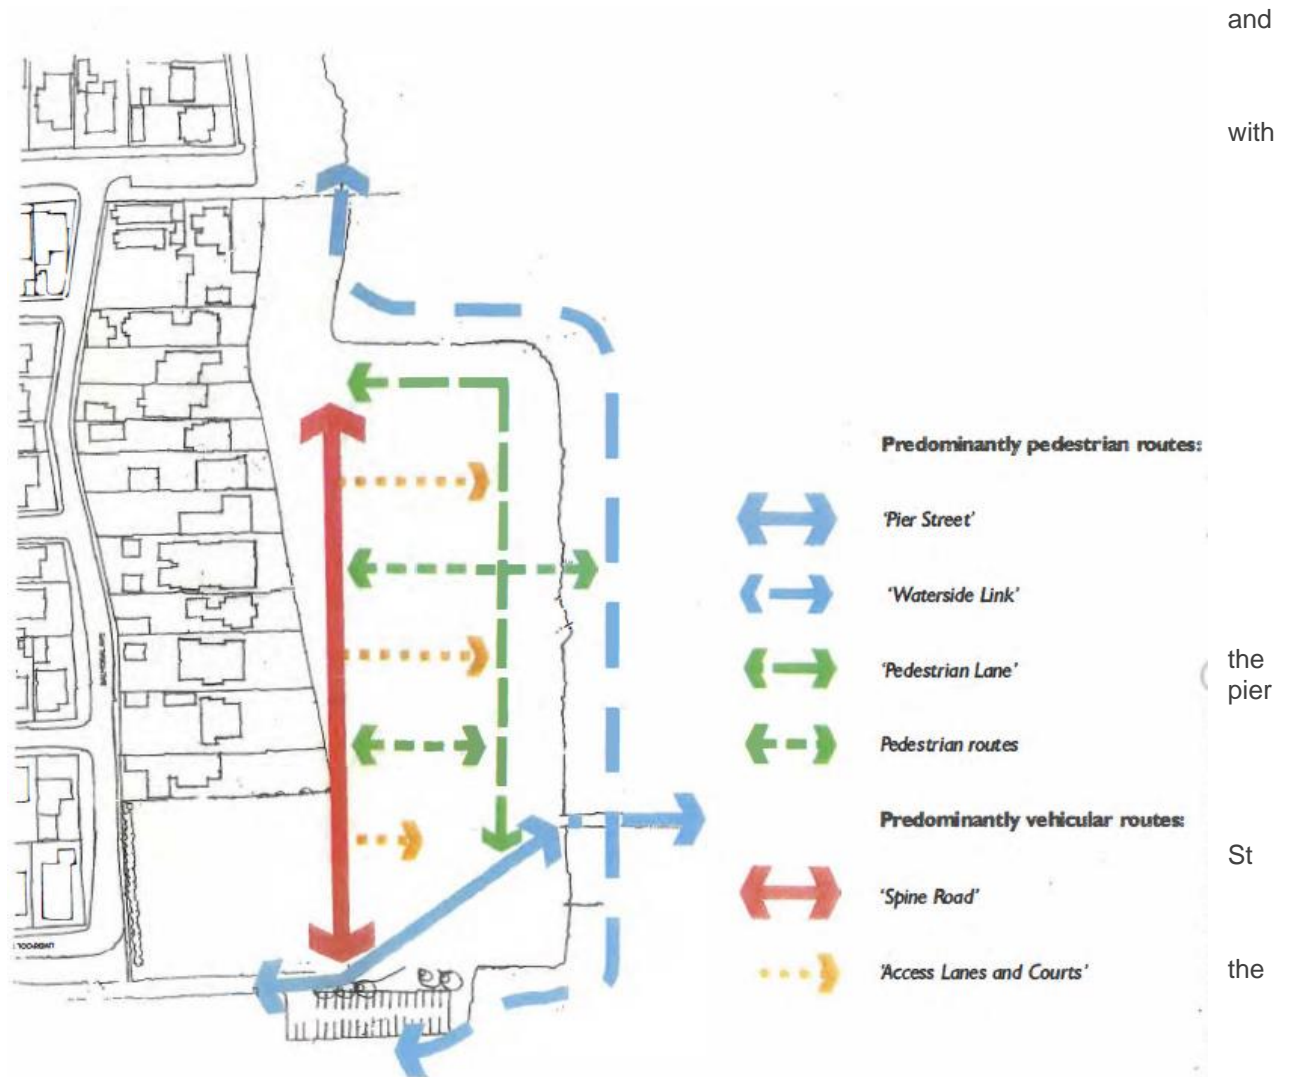 and
with
Predominantly pedestrian routes:
'Pier Street'
'Waterside Link'
'Pedestrian Lane'
the
pier
Pedestrian routes
Predominantly vehicular routes:
St
'Spine Road'
'Access Lanes and Courts'
the